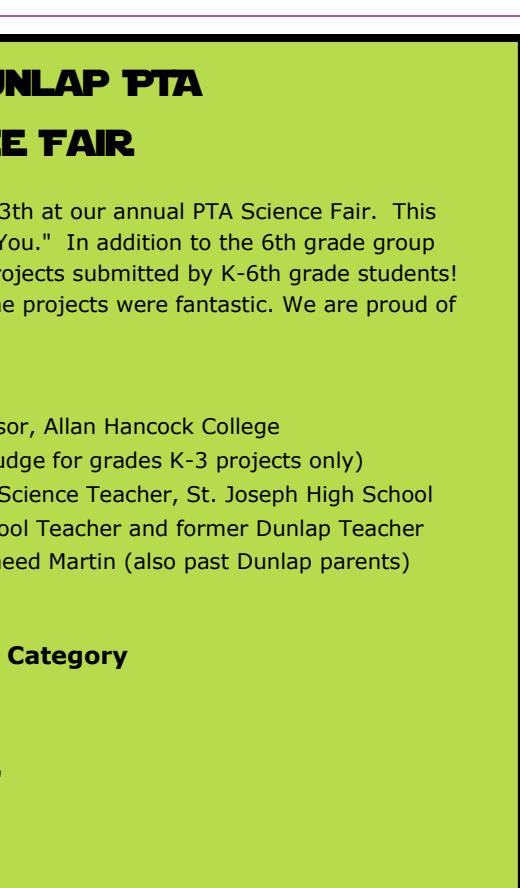 UNLAP PTA
E FAIR
3th at our annual PTA Science Fair. This
You." In addition to the 6th grade group
rojects submitted by K-6th grade students!
e projects were fantastic. We are proud of
sor, Allan Hancock College
udge for grades K-3 projects only)
Science Teacher, St. Joseph High School
ool Teacher and former Dunlap Teacher
heed Martin (also past Dunlap parents)
Category